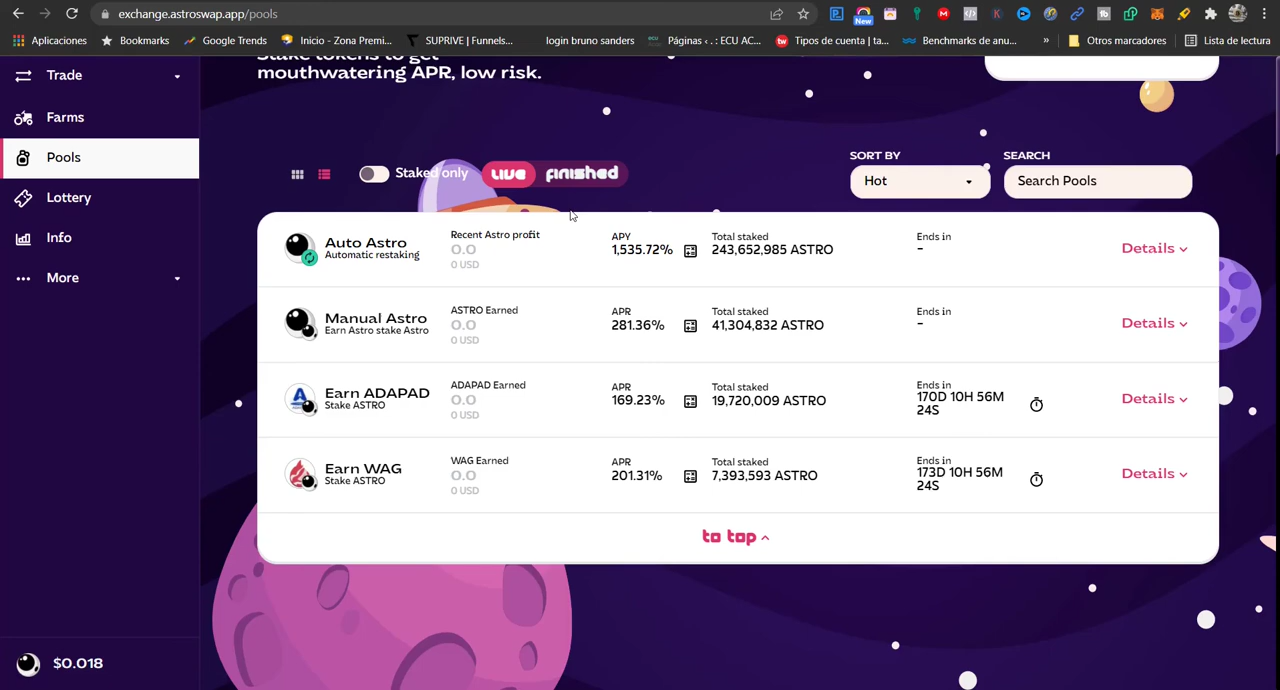 exchange.astroswap.app/pools
New
Aplicaciones
Bookmarks
Google Trends
Inicio - Zona Premi...
SUPRIVE | Funnels...
login bruno sanders
Páginas ‹ . : ECU AC...
Tipos de cuenta | ta...
Benchmarks de anu...
»
Otros marcadores
Lista de lectura
Trade
Farms
Pools
Lottery
Info
More
$0.018
Stake tokens to get
mouthwatering APR, low risk.
Staked only
LIVE
FINISHED
SORT BY
Hot
SEARCH
Search Pools
Auto Astro
Automatic restaking
Recent Astro profit
0.0
0 USD
APY
1,535.72%
Total staked
243,652,985 ASTRO
Ends in
-
Details
Manual Astro
Earn Astro stake Astro
ASTRO Earned
0.0
0 USD
APR
281.36%
Total staked
41,304,832 ASTRO
Ends in
-
Details
Earn ADAPAD
Stake ASTRO
ADAPAD Earned
0.0
0 USD
APR
169.23%
Total staked
19,720,009 ASTRO
Ends in
170D 10H 56M
24S
Details
Earn WAG
Stake ASTRO
WAG Earned
0.0
0 USD
APR
201.31%
Total staked
7,393,593 ASTRO
Ends in
173D 10H 56M
24S
Details
to top